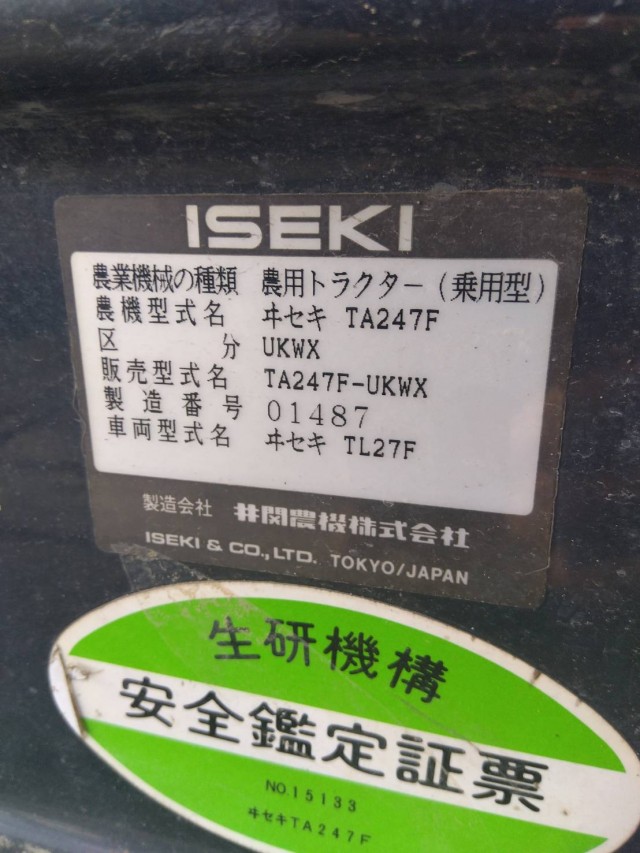 ISEKI
農業機械の種類 農用トラクター(乗用型)
農機型式名 ヰセキ TA247F
区分 UKWX
販売型式名 TA247F-UKWX
製造番号 01487
車両型式名 ヰセキ TL27F
製造会社 井関農機株式会社
ISEKI & CO.,LTD. TOKYO/JAPAN
生研機構
安全鑑定証票
NO.15133
ヰセキTA247F